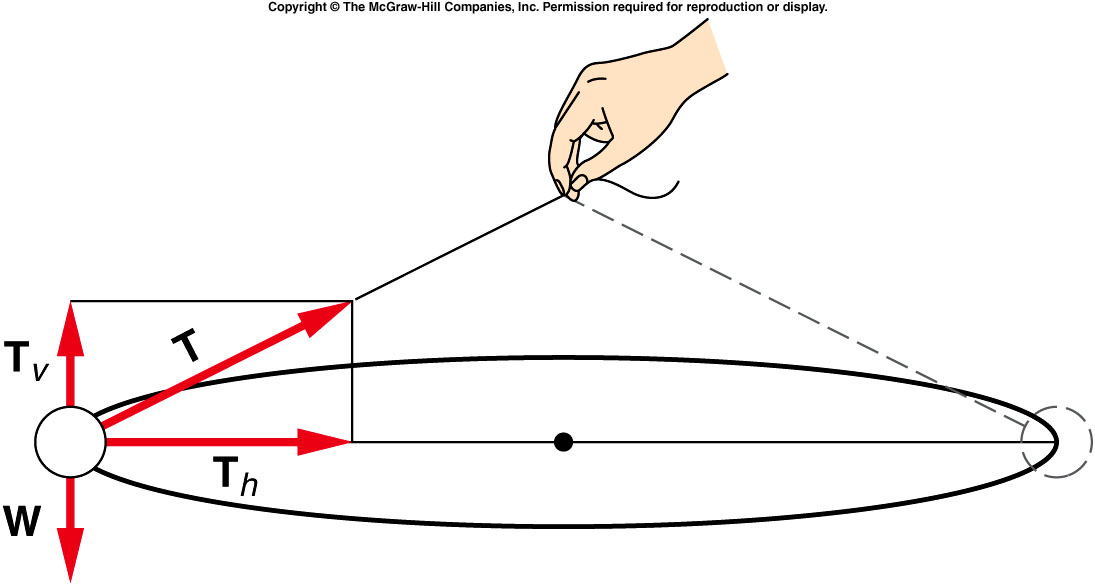 Copyright © The McGraw-Hill Companies, Inc. Permission required for reproduction or display.
T
Tv
Th
W